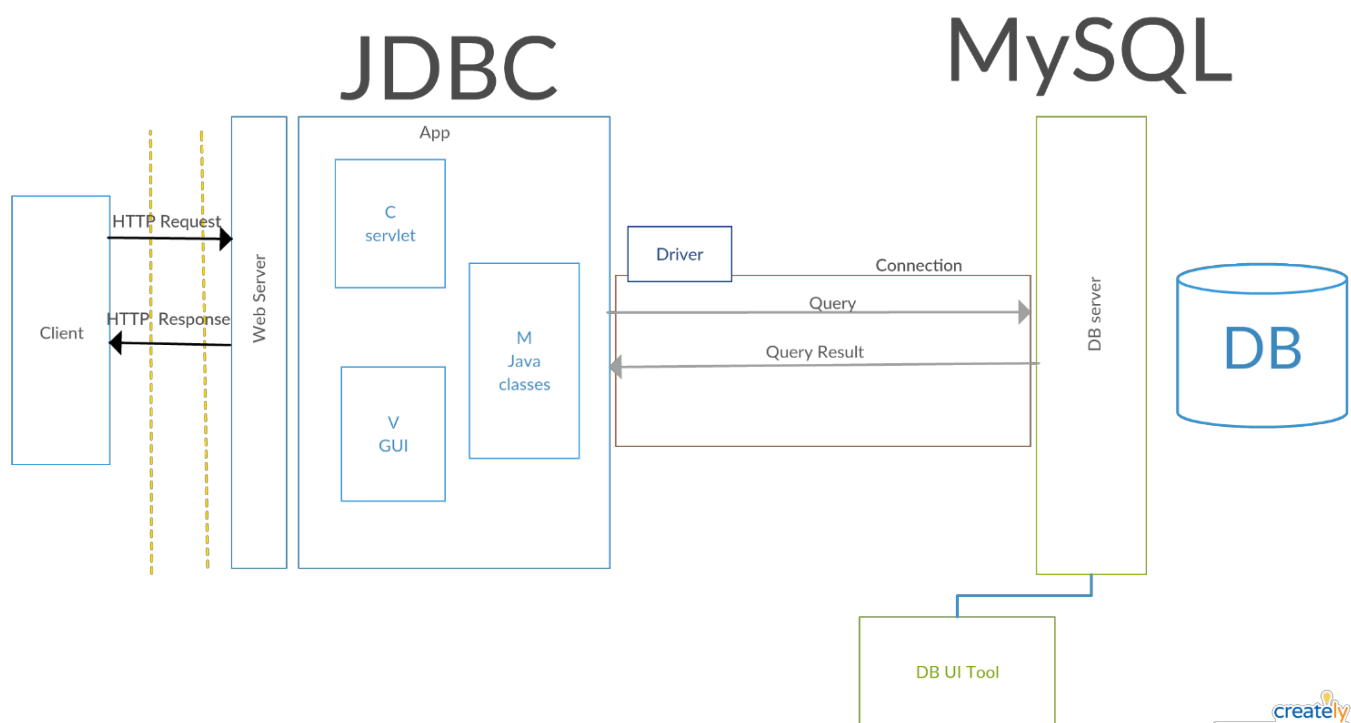 JDBC
MySQL
App
C
servlet
HTTP Request
Driver
Connection
Web Server
Query
DB server
HTTP Response
Client
M
Java
classes
Query Result
DB
V
GUI
DB UI Tool
creately